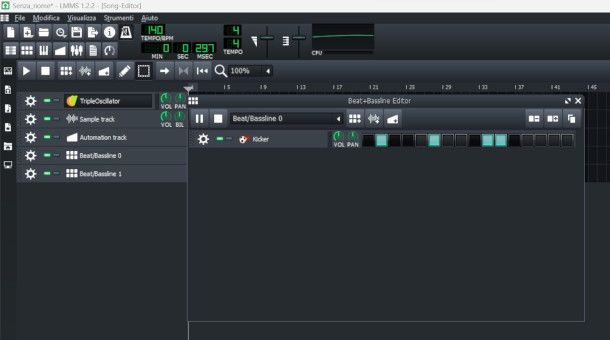 Senza_nome* - LMMS 1.2.2 - [Song-Editor]
File Modifica Visualizza Strumenti Aiuto
140
TEMPO/BPM
4
4
0 0 297
MIN SEC MSEC
TEMPO
CPU
100%
5 9 13 17 21 25 29 33 37 41 45
TripleOscillator
VOL PAN
Beat+Bassline Editor
Sample track
VOL BIL
Beat/Bassline 0
Automation track
Kicker
VOL PAN
Beat/Bassline 0
Beat/Bassline 1